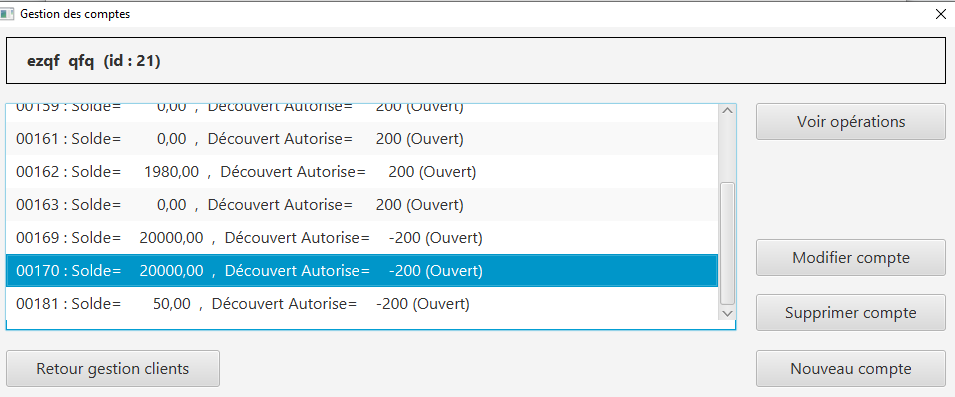 Gestion des comptes
ezqf qfq (id : 21)
00159 : Solde= 0,00 , Découvert Autorise= 200 (Ouvert)
00161 : Solde= 0,00 , Découvert Autorise= 200 (Ouvert)
00162 : Solde= 1980,00 , Découvert Autorise= 200 (Ouvert)
00163 : Solde= 0,00 , Découvert Autorise= 200 (Ouvert)
00169 : Solde= 20000,00 , Découvert Autorise= -200 (Ouvert)
00170 : Solde= 20000,00 , Découvert Autorise= -200 (Ouvert)
00181 : Solde= 50,00 , Découvert Autorise= -200 (Ouvert)
Voir opérations
Modifier compte
Supprimer compte
Retour gestion clients
Nouveau compte